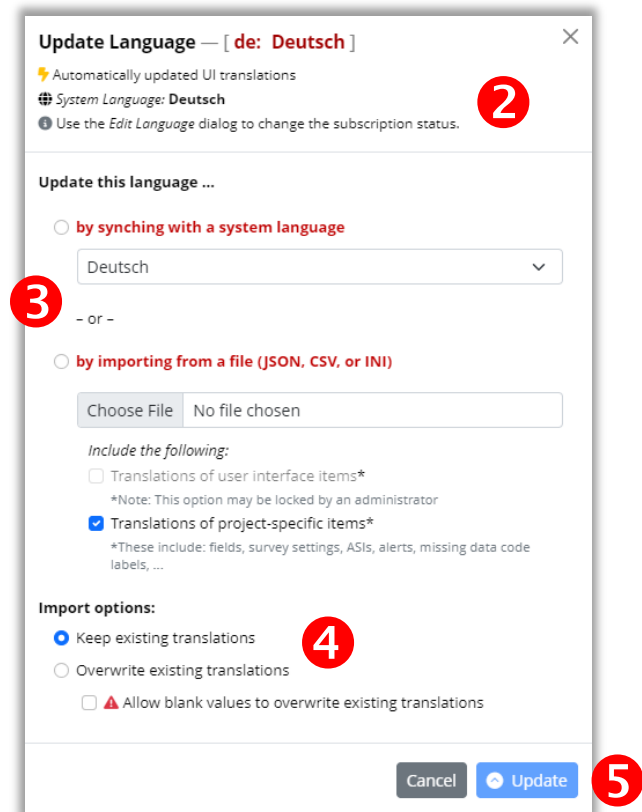 Update Language — [ de: Deutsch ]
Automatically updated UI translations
System Language: Deutsch
2
Use the Edit Language dialog to change the subscription status.
Update this language ...
by synching with a system language
Deutsch
3
– or –
by importing from a file (JSON, CSV, or INI)
Choose File No file chosen
Include the following:
Translations of user interface items*
*Note: This option may be locked by an administrator
Translations of project-specific items*
*These include: fields, survey settings, ASIs, alerts, missing data code
labels, ...
Import options:
Keep existing translations
4
Overwrite existing translations
Allow blank values to overwrite existing translations
Cancel Update 5